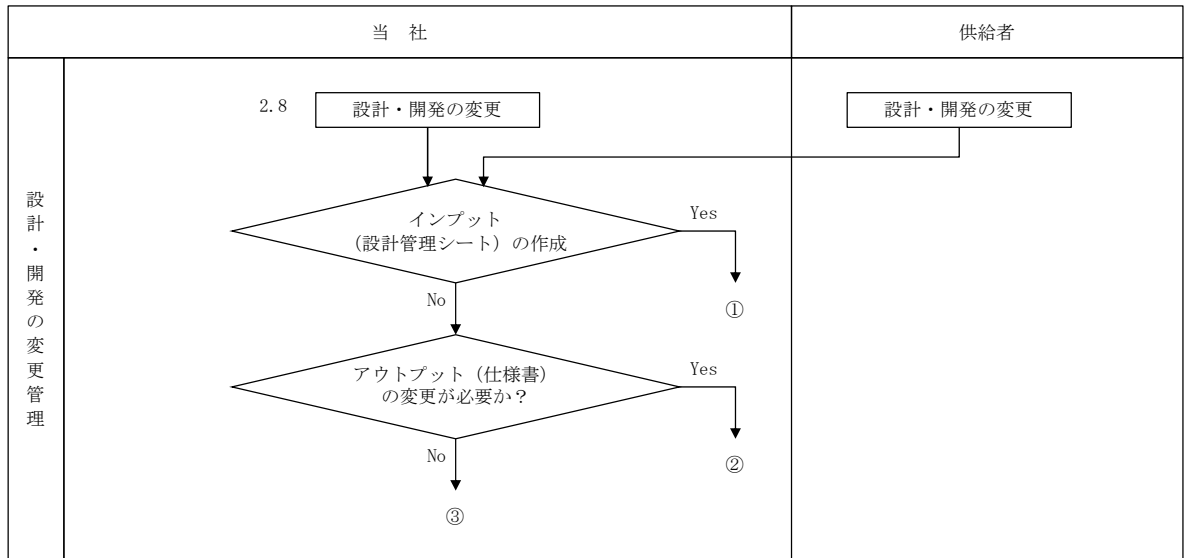 当　社
供給者
設計・開発の変更管理
2.8
設計・開発の変更
設計・開発の変更
インプット
（設計管理シート）の作成
Yes
①
No
アウトプット（仕様書）
の変更が必要か？
Yes
②
No
③